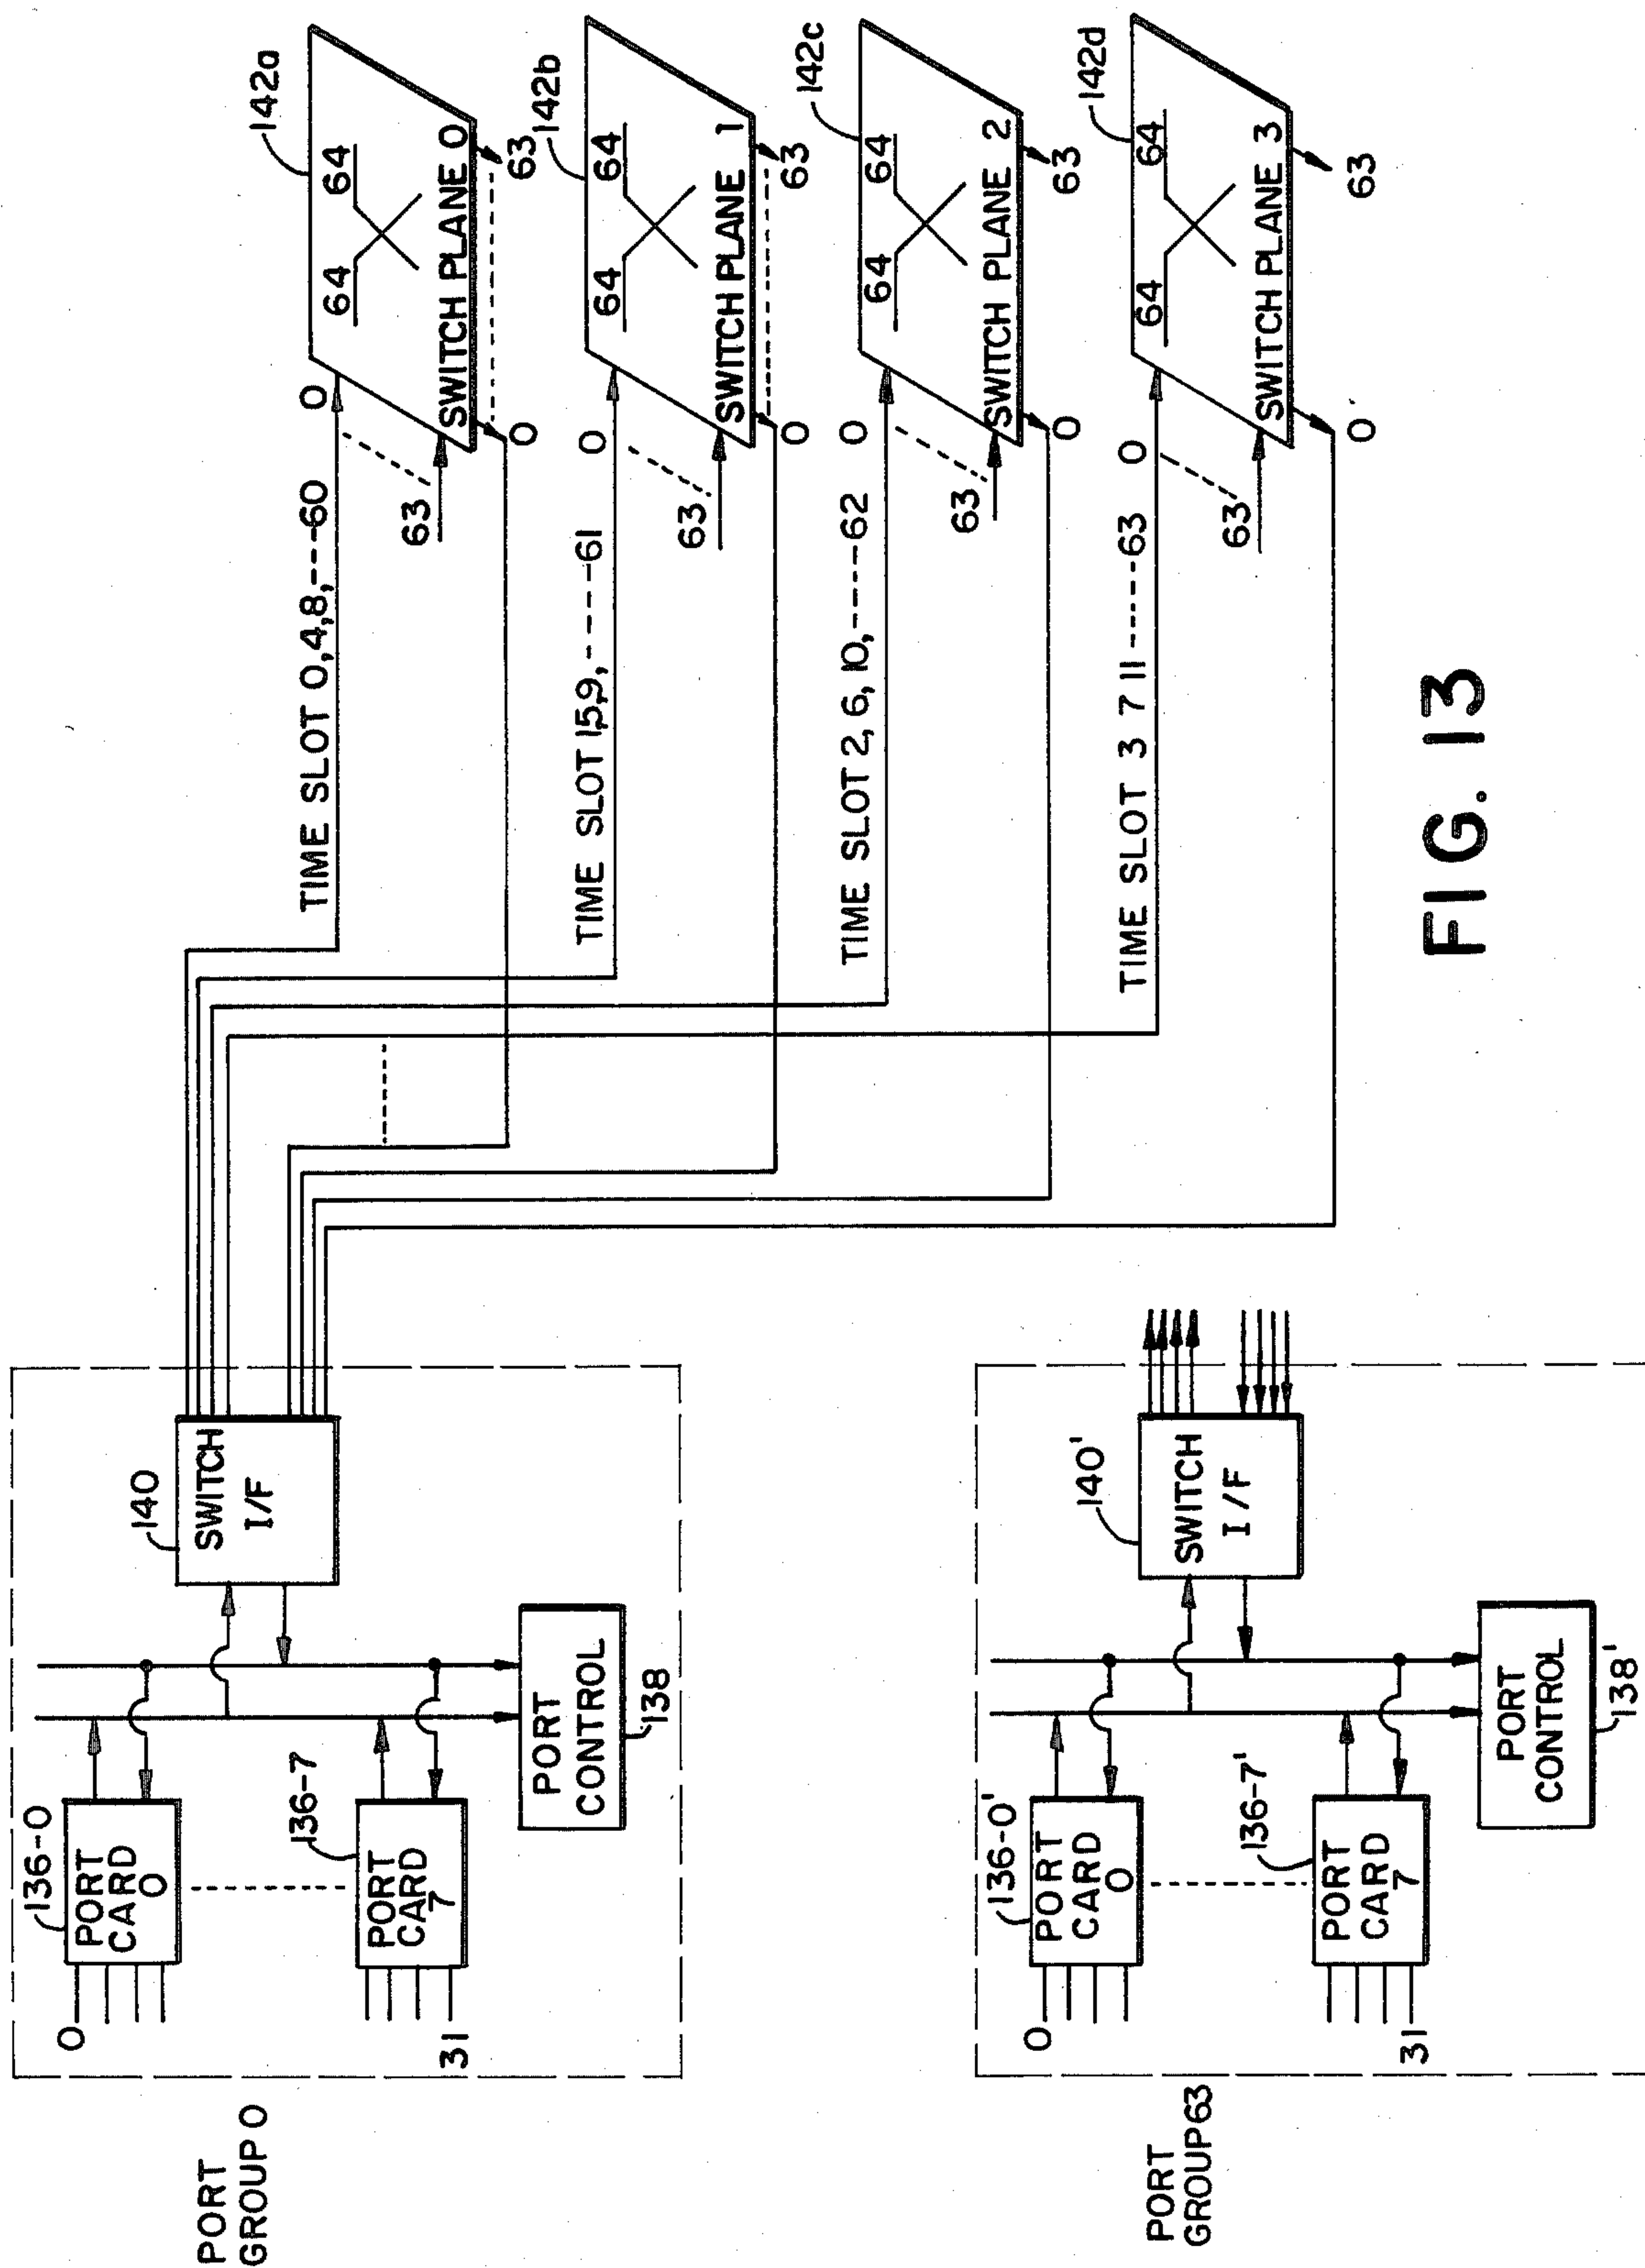 PORT
GROUP 0
0
31
PORT
CARD
0
136-0
PORT
CARD
7
136-7
PORT
CONTROL
138
SWITCH
I/F
140
TIME SLOT 0,4,8,---60
0
63
64
64
SWITCH PLANE 0
142a
0
63
TIME SLOT 1,5,9,----61
0
63
64
64
SWITCH PLANE 1
142b
0
63
TIME SLOT 2, 6, 10,----62
0
63
64
64
SWITCH PLANE 2
142c
0
63
TIME SLOT 3 7 11-----63
0
63
64
64
SWITCH PLANE 3
142d
0
63
PORT
GROUP 63
0
31
PORT
CARD
0
136-0'
PORT
CARD
7
136-7'
PORT
CONTROL
138'
SWITCH
I/F
140'
FIG. 13